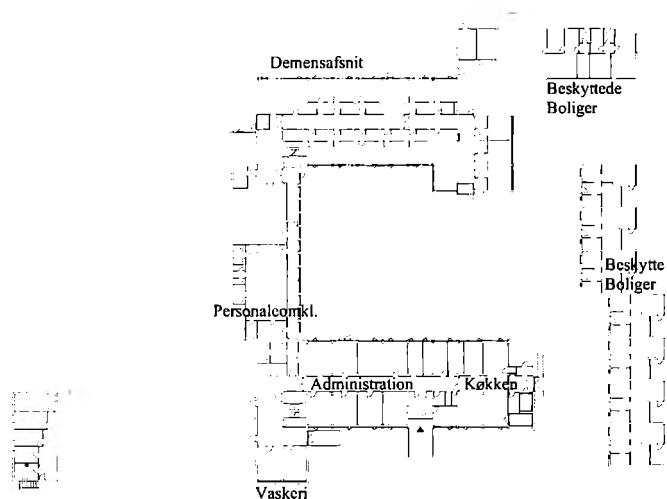 Demensafsnit
Beskyttede
Boliger
Beskytte
Boliger
Personalcomkl.
Administration
Køkken
Vaskeri